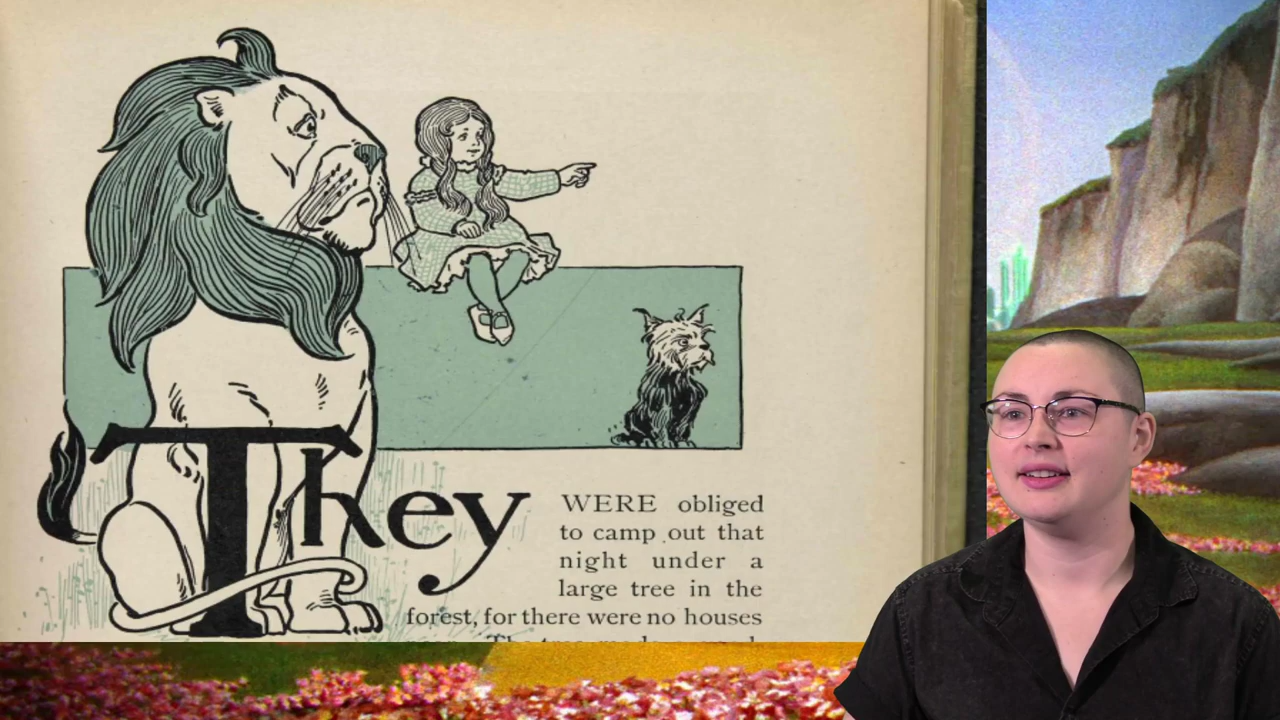 They
WERE obliged
to camp out that
night under a
large tree in the
forest, for there were no houses